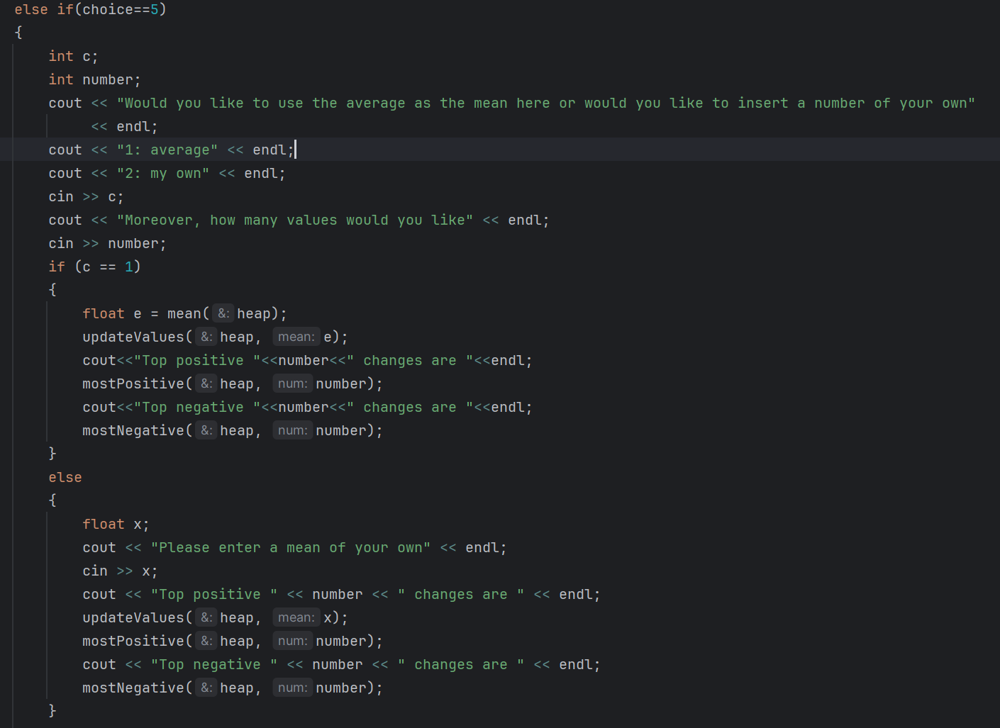 else if(choice==5)
{
int c;
int number;
cout << "Would you like to use the average as the mean here or would you like to insert a number of your own"
<< endl;
cout << "1: average" << endl;
cout << "2: my own" << endl;
cin >> c;
cout << "Moreover, how many values would you like" << endl;
cin >> number;
if (c == 1)
{
float e = mean( &: heap);
updateValues( &: heap, mean: e);
cout<<"Top positive "<<number<<" changes are "<<endl;
mostPositive( &: heap, num: number);
cout<<"Top negative "<<number<<" changes are "<<endl;
mostNegative( &: heap, num: number);
}
else
{
float x;
cout << "Please enter a mean of your own" << endl;
cin >> x;
cout << "Top positive " << number << " changes are " << endl;
updateValues( &: heap, mean: x);
mostPositive( &: heap, num: number);
cout << "Top negative " << number << " changes are " << endl;
mostNegative( &: heap, num: number);
}